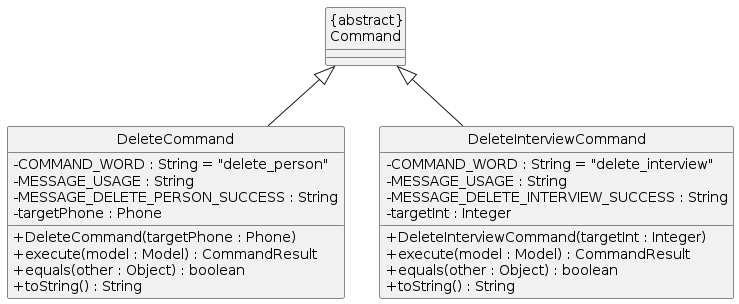 {abstract}
Command
DeleteCommand
-COMMAND_WORD : String = "delete_person"
-MESSAGE_USAGE : String
-MESSAGE_DELETE_PERSON_SUCCESS : String
-targetPhone : Phone
+DeleteCommand(targetPhone : Phone)
+execute(model : Model) : CommandResult
+equals(other : Object) : boolean
+toString() : String
DeleteInterviewCommand
-COMMAND_WORD : String = "delete_interview"
-MESSAGE_USAGE : String
-MESSAGE_DELETE_INTERVIEW_SUCCESS : String
-targetInt : Integer
+DeleteInterviewCommand(targetInt : Integer)
+execute(model : Model) : CommandResult
+equals(other : Object) : boolean
+toString() : String